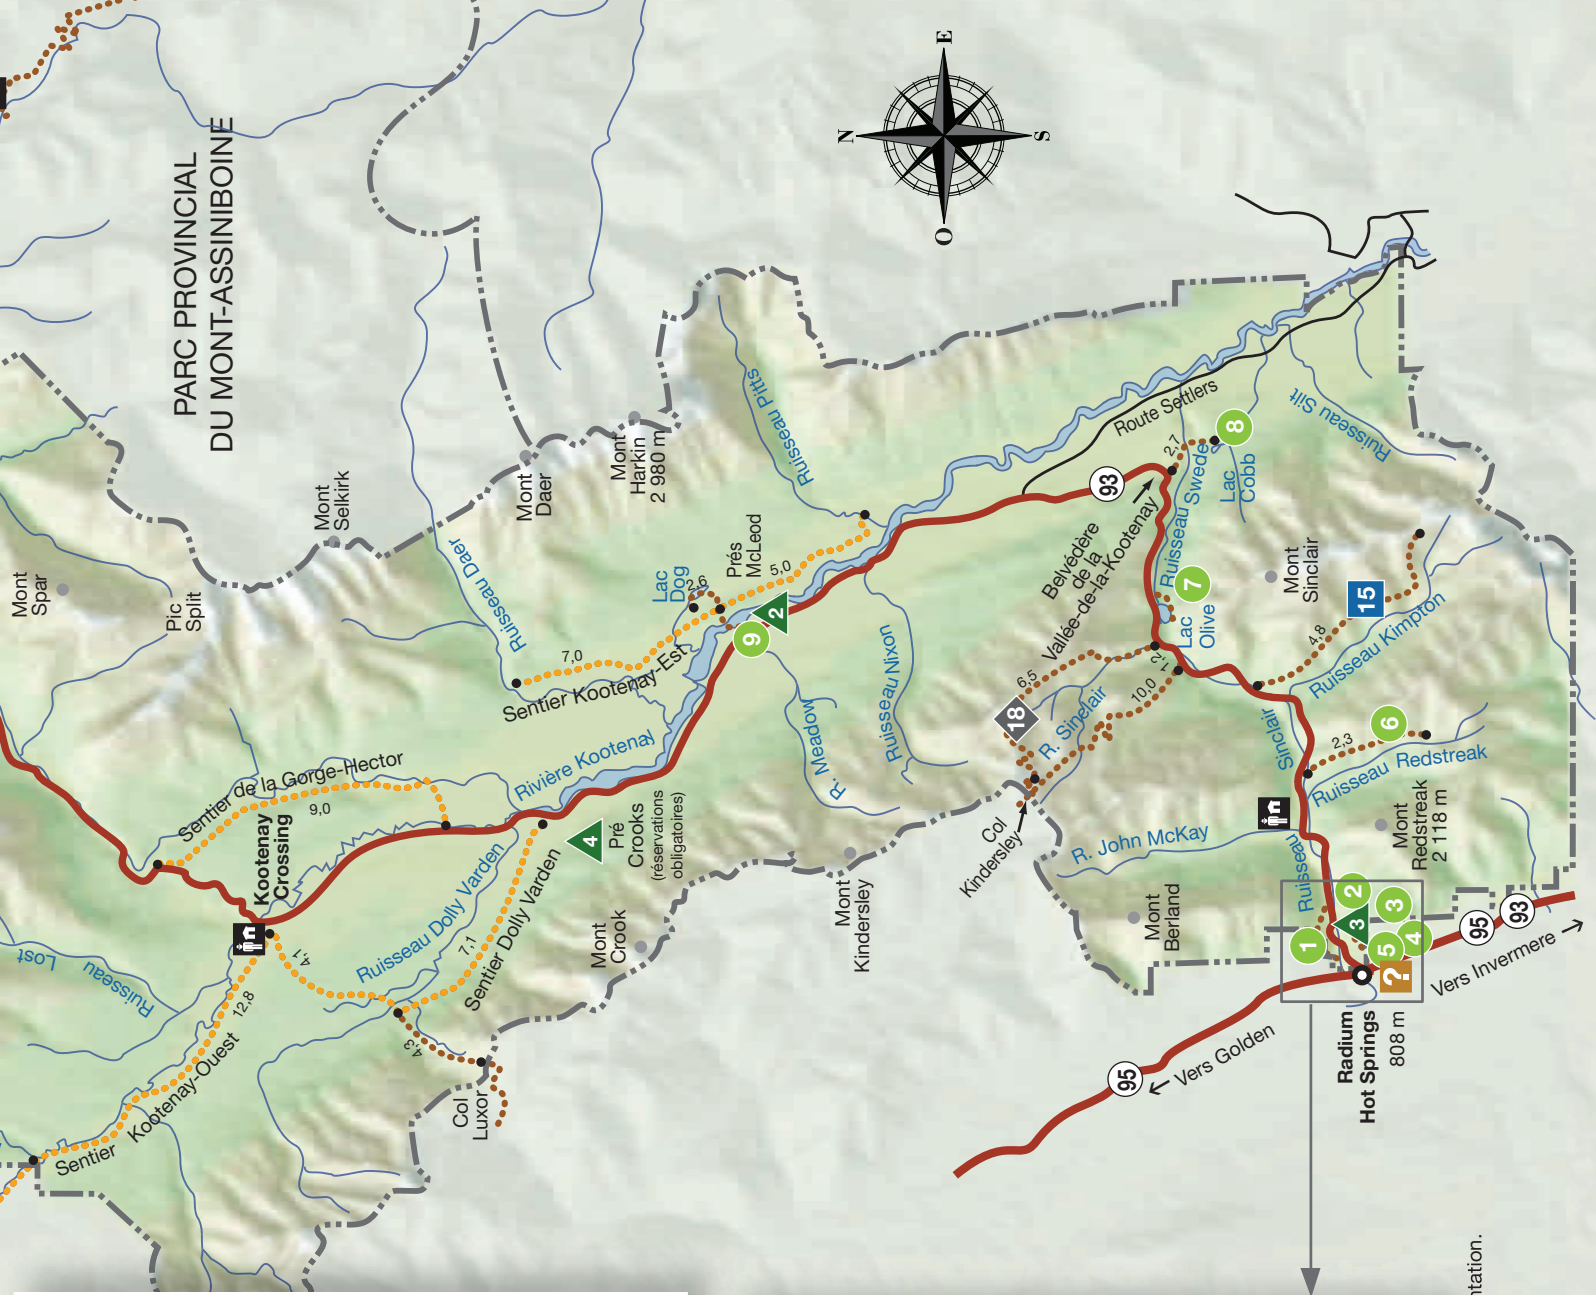 PARC PROVINCIAL
DU MONT-ASSINIBOINE
N
E
S
O
Mont
Spar
Pic
Split
Mont
Selkirk
Mont
Daer
Mont
Harkin
2 980 m
Ruisseau Daer
Ruisseau Pitts
Lac
Dog
2,6
Prés
McLeod
5,0
2
9
7,0
Sentier Kootenay-Est
Rivière Kootenay
Sentier de la Gorge-Hector
9,0
Kootenay
Crossing
Ruisseau Lost
4,1
12,8
Sentier Kootenay-Ouest
Ruisseau Dolly Varden
7,1
Sentier Dolly Varden
4,3
Col
Luxor
4
Pré
Crooks
(réservations
obligatoires)
Mont
Crook
Mont
Kindersley
R. Meadow
Ruisseau Nixon
Col
Kindersley
18
6,5
R. Sinclair
10,0
1,2
Belvédère
de la
Vallée-de-la-Kootenay
93
Route Settlers
2,7
8
Lac
Cobb
Ruisseau Swede
7
Lac
Olive
Ruisseau Silt
Mont
Sinclair
15
4,8
Ruisseau Kimpton
6
2,3
Ruisseau Redstreak
Ruisseau Sinclair
Mont
Redstreak
2 118 m
R. John McKay
Mont
Berland
1
2
3
3
4
5
?
95
93
Vers Invermere
Radium
Hot Springs
808 m
95
Vers Golden
ntation.